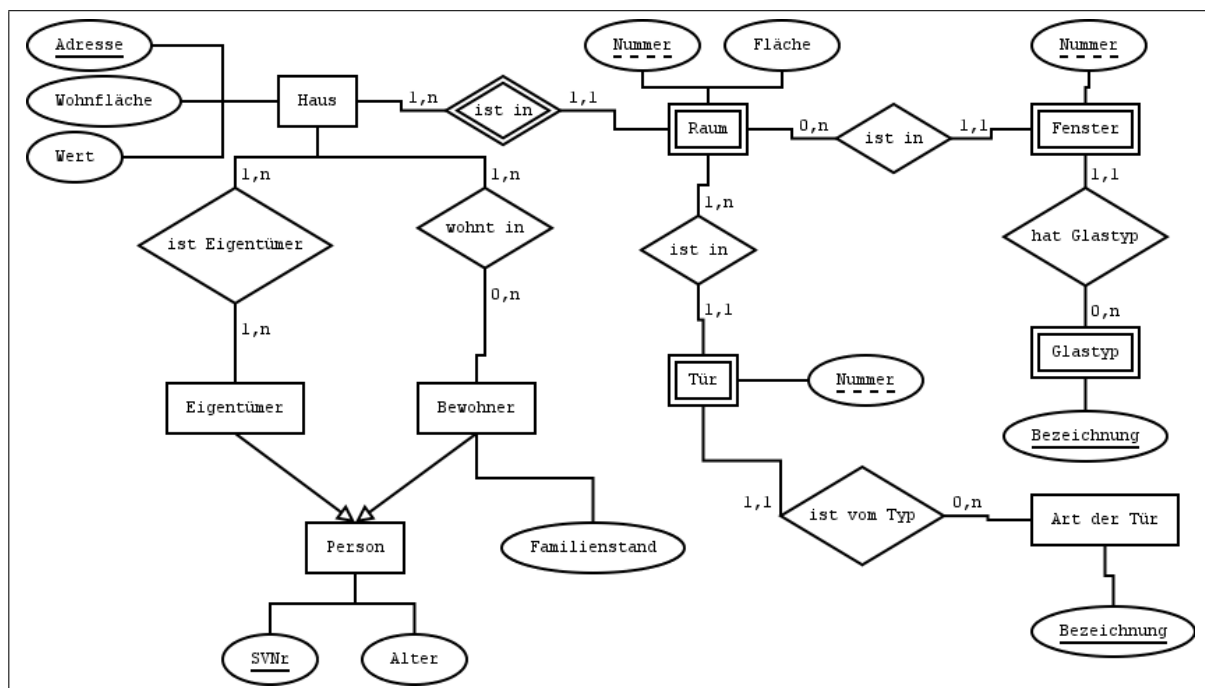 Adresse
Nummer
Fläche
Nummer
Wohnfläche
Haus
1,n
ist in
1,1
Raum
0,n
ist in
1,1
Fenster
Wert
1,n
1,n
1,n
1,1
ist Eigentümer
wohnt in
ist in
hat Glastyp
0,n
1,n
1,1
0,n
Glastyp
Tür
Nummer
Eigentümer
Bewohner
Bezeichnung
1,1
ist vom Typ
0,n
Art der Tür
Person
Familienstand
SVNr
Alter
Bezeichnung